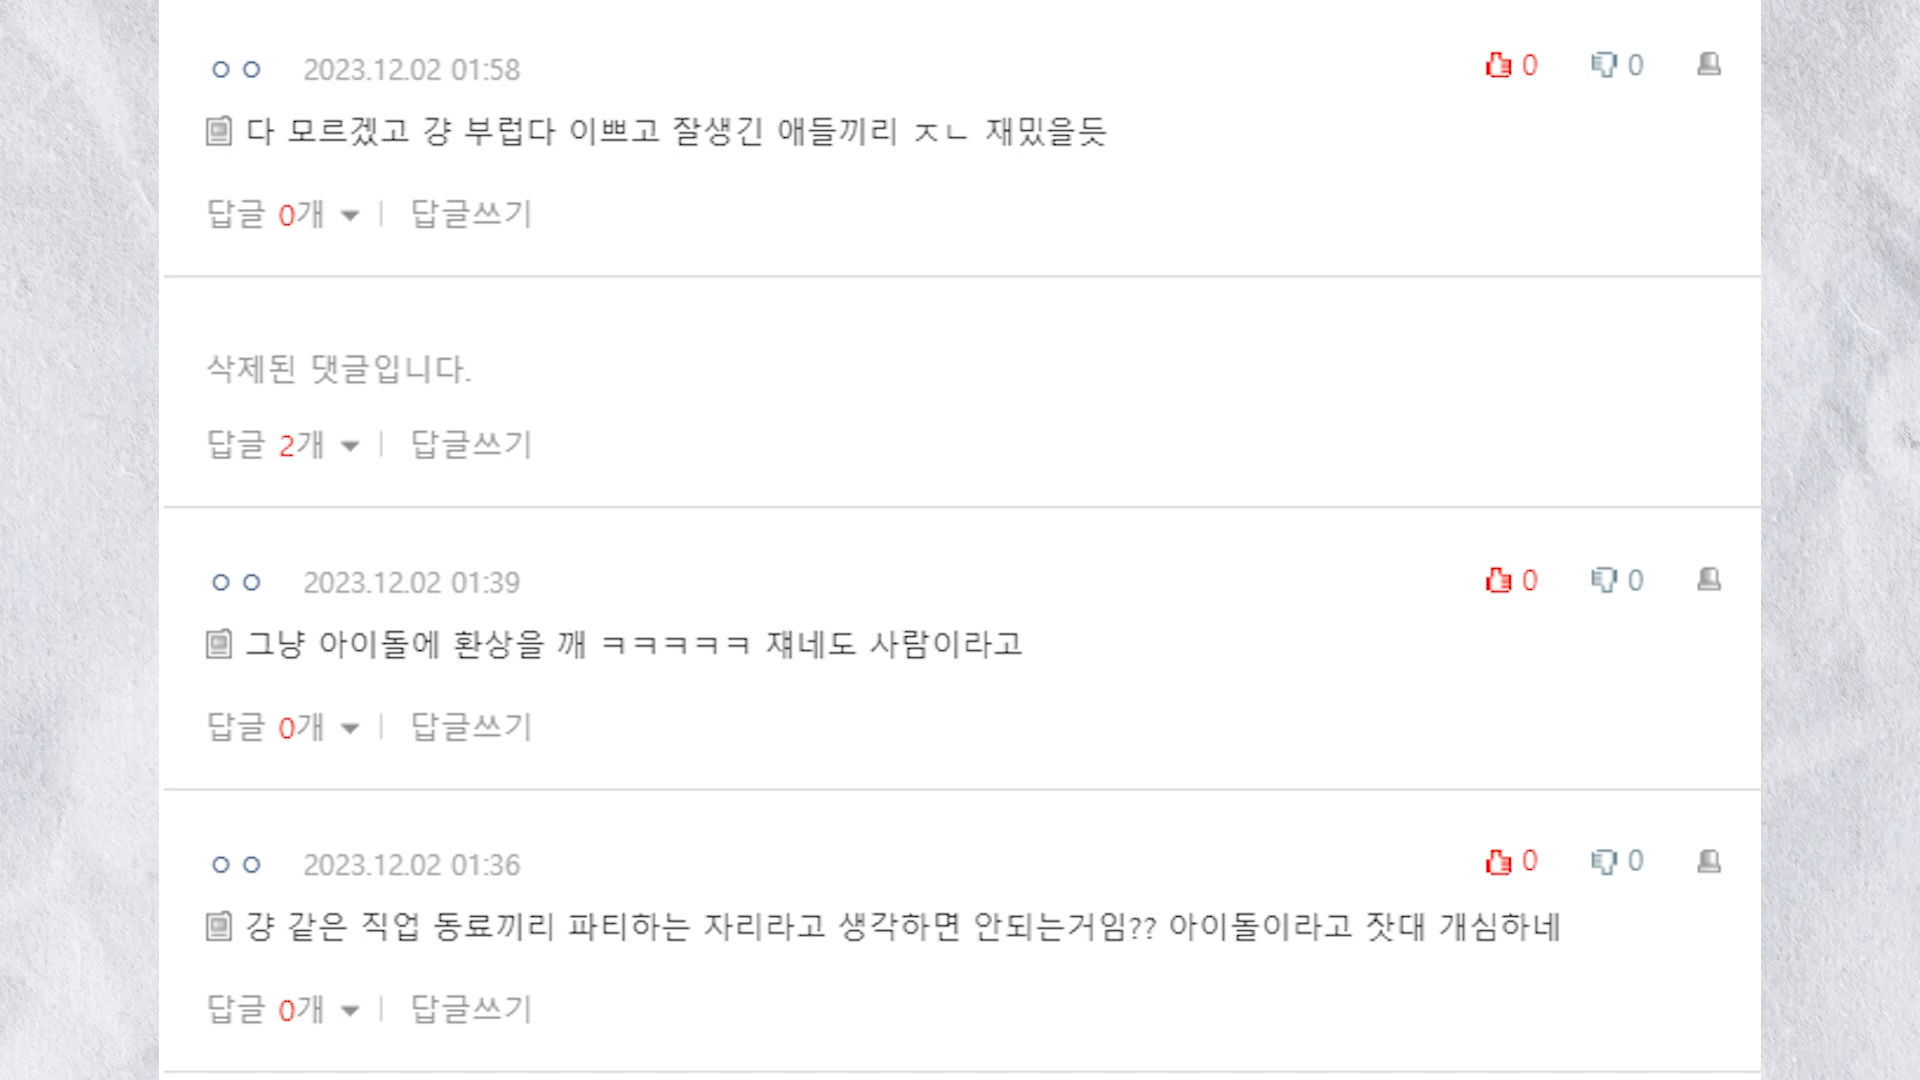 ㅇㅇ 2023.12.02 01:58 0 0
다 모르겠고 걍 부럽다 이쁘고 잘생긴 애들끼리 ㅈㄴ 재밌을듯
답글 0개 | 답글쓰기
삭제된 댓글입니다.
답글 2개 | 답글쓰기
ㅇㅇ 2023.12.02 01:39 0 0
그냥 아이돌에 환상을 깨 ㅋㅋㅋㅋㅋ 쟤네도 사람이라고
답글 0개 | 답글쓰기
ㅇㅇ 2023.12.02 01:36 0 0
걍 같은 직업 동료끼리 파티하는 자리라고 생각하면 안되는거임?? 아이돌이라고 잣대 개심하네
답글 0개 | 답글쓰기